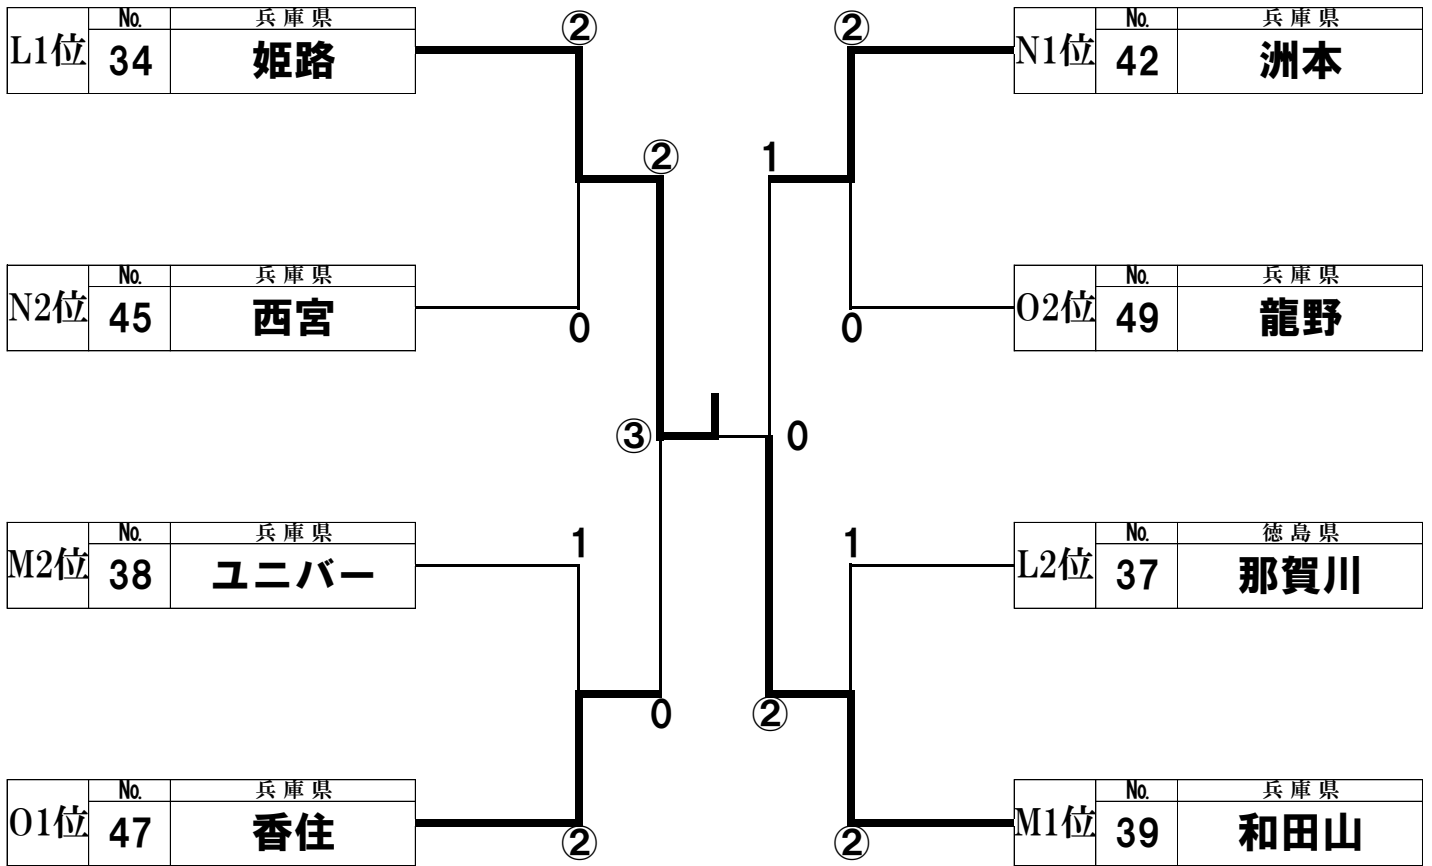 No. 兵庫県
L1位 34 姫路
② ②
No. 兵庫県
N1位 42 洲本
② 1
No. 兵庫県
N2位 45 西宮
0 0
No. 兵庫県
O2位 49 龍野
③ 0
No. 兵庫県
M2位 38 ユニバー
1 1
No. 徳島県
L2位 37 那賀川
0 ②
No. 兵庫県
O1位 47 香住
② ②
No. 兵庫県
M1位 39 和田山